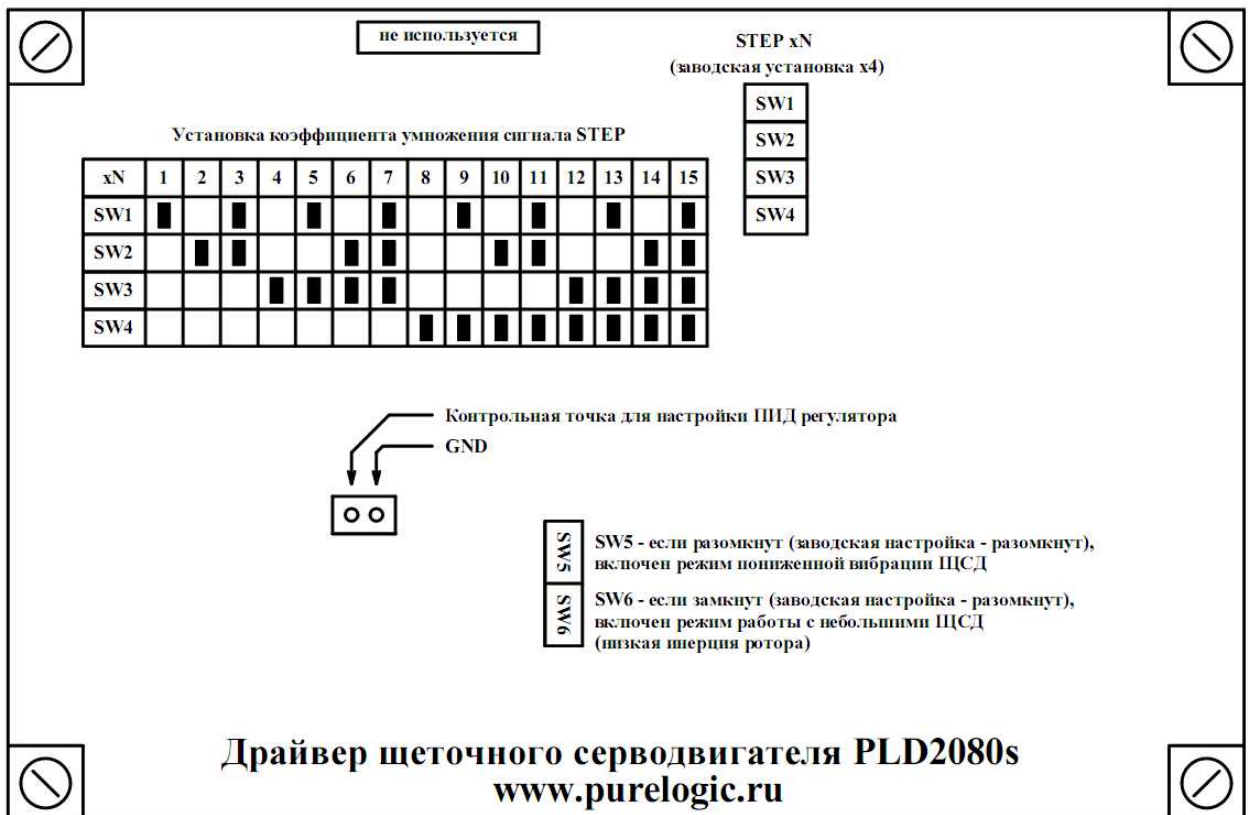 не используется
STEP xN
(заводская установка x4)
SW1
SW2
SW3
SW4
Установка коэффициента умножения сигнала STEP
xN 1 2 3 4 5 6 7 8 9 10 11 12 13 14 15
SW1
SW2
SW3
SW4
Контрольная точка для настройки ПИД регулятора
GND
SW5
SW5 - если разомкнут (заводская настройка - разомкнут),
включен режим пониженной вибрации ЩСД
SW6
SW6 - если замкнут (заводская настройка - разомкнут),
включен режим работы с небольшими ЩСД
(низкая инерция ротора)
Драйвер щеточного серводвигателя PLD2080s
www.purelogic.ru